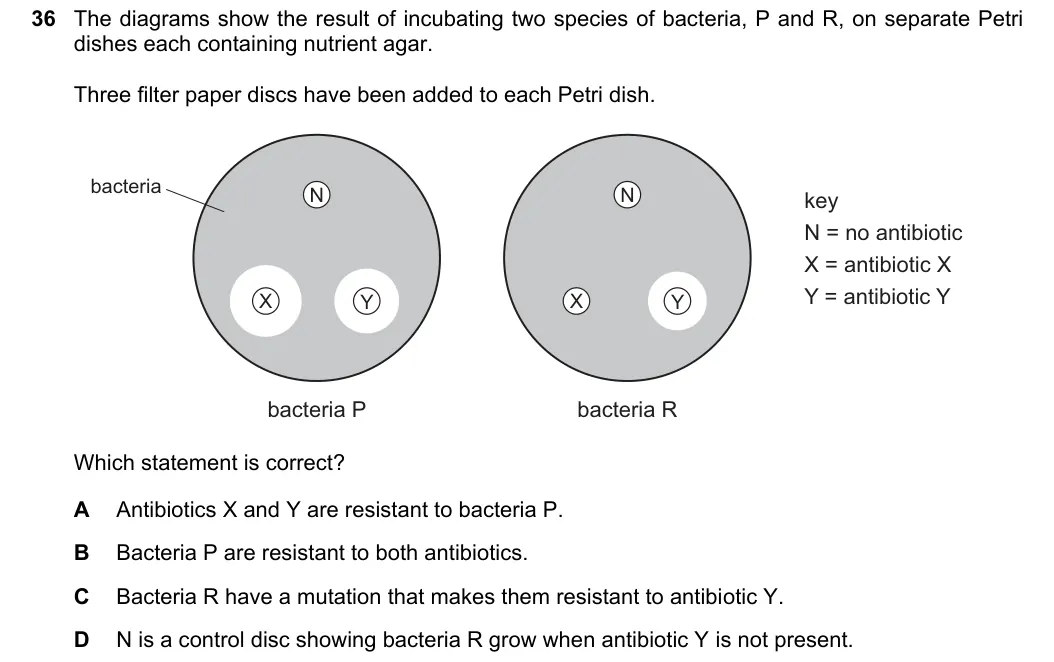 36 The diagrams show the result of incubating two species of bacteria, P and R, on separate Petri
dishes each containing nutrient agar.
Three filter paper discs have been added to each Petri dish.
bacteria
N
X
Y
bacteria P
N
X
Y
bacteria R
key
N = no antibiotic
X = antibiotic X
Y = antibiotic Y
Which statement is correct?
A Antibiotics X and Y are resistant to bacteria P.
B Bacteria P are resistant to both antibiotics.
C Bacteria R have a mutation that makes them resistant to antibiotic Y.
D N is a control disc showing bacteria R grow when antibiotic Y is not present.